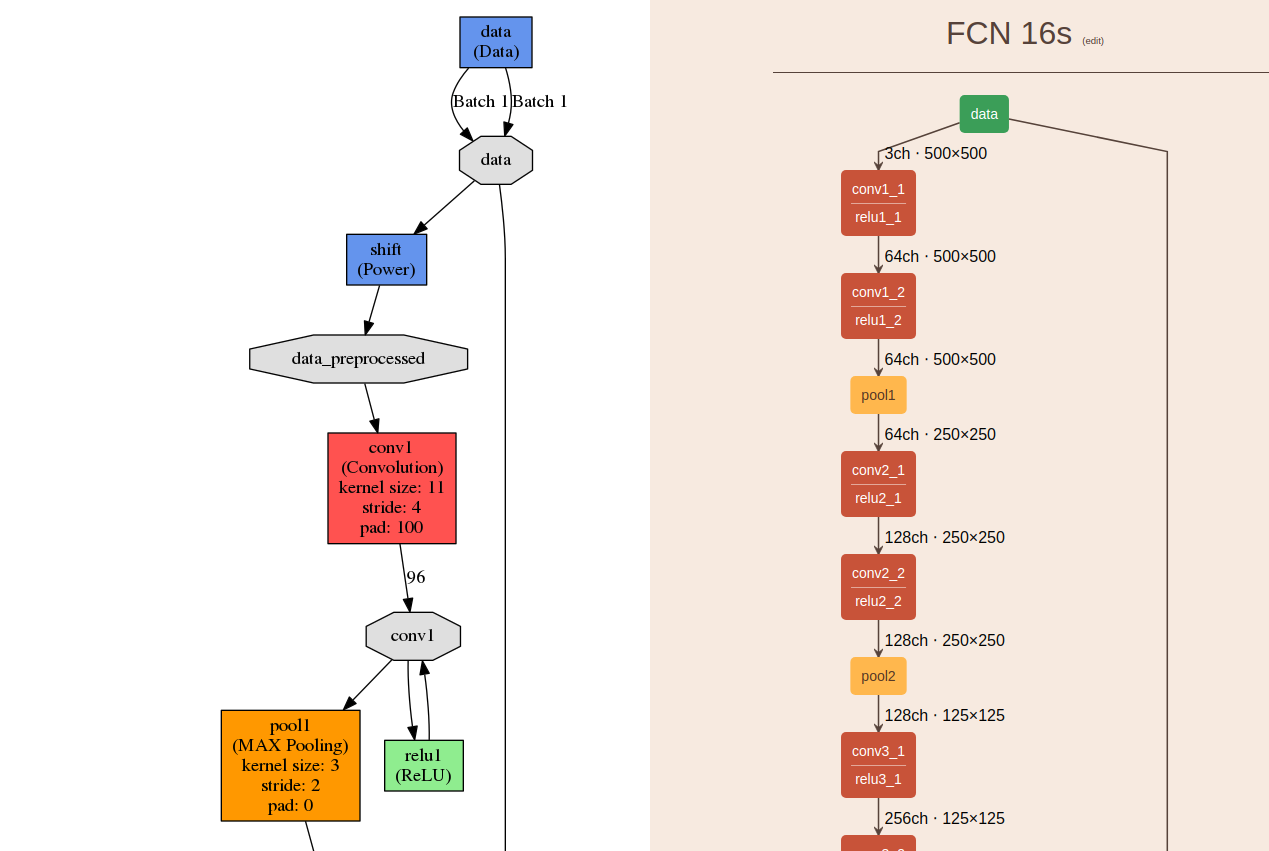 data
(Data)
Batch 1 Batch 1
data
shift
(Power)
data_preprocessed
conv1
(Convolution)
kernel size: 11
stride: 4
pad: 100
96
conv1
pool1
(MAX Pooling)
kernel size: 3
stride: 2
pad: 0
relu1
(ReLU)
FCN 16s (edit)
data
3ch · 500×500
conv1_1
relu1_1
64ch · 500×500
conv1_2
relu1_2
64ch · 500×500
pool1
64ch · 250×250
conv2_1
relu2_1
128ch · 250×250
conv2_2
relu2_2
128ch · 250×250
pool2
128ch · 125×125
conv3_1
relu3_1
256ch · 125×125